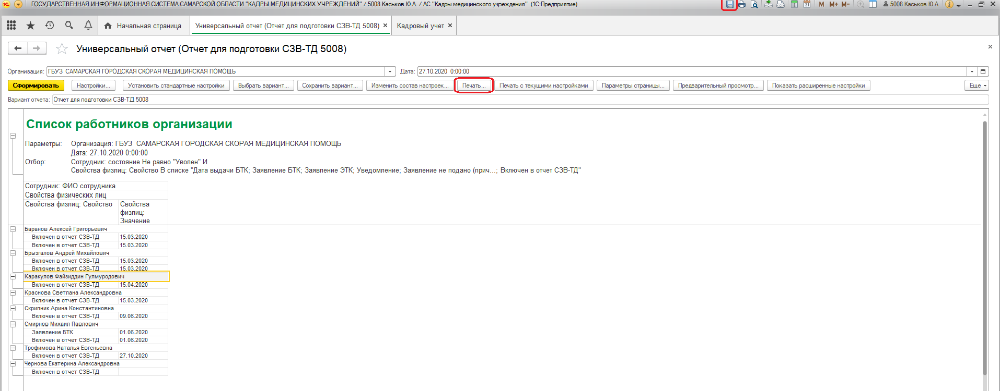 ГОСУДАРСТВЕННАЯ ИНФОРМАЦИОННАЯ СИСТЕМА САМАРСКОЙ ОБЛАСТИ "КАДРЫ МЕДИЦИНСКИХ УЧРЕЖДЕНИЙ" / 5008 Каськов Ю.А. / АС "Кадры медицинского учреждения" (1С:Предприятие) 31 M M+ M- 5008 Каськов Ю.А.
Начальная страница Универсальный отчет (Отчет для подготовки СЗВ-ТД 5008) Кадровый учет
Универсальный отчет (Отчет для подготовки СЗВ-ТД 5008)
Организация: ГБУЗ САМАРСКАЯ ГОРОДСКАЯ СКОРАЯ МЕДИЦИНСКАЯ ПОМОЩЬ Дата: 27.10.2020 0:00:00
Сформировать Настройки... Установить стандартные настройки Выбрать вариант... Сохранить вариант... Изменить состав настроек... Печать... Печать с текущими настройками Параметры страницы... Предварительный просмотр... Показать расширенные настройки Еще
Вариант отчета: Отчет для подготовки СЗВ-ТД 5008
Список работников организации
Параметры: Организация: ГБУЗ САМАРСКАЯ ГОРОДСКАЯ СКОРАЯ МЕДИЦИНСКАЯ ПОМОЩЬ
Дата: 27.10.2020 0:00:00
Отбор: Сотрудник: состояние Не равно "Уволен" И
Свойства физлиц: Свойство В списке "Дата выдачи БТК; Заявление БТК; Заявление ЭТК; Уведомление; Заявление не подано (прич...; Включен в отчет СЗВ-ТД"
Сотрудник: ФИО сотрудника
Свойства физических лиц
Свойства физлиц: Свойство Свойства
физлиц:
Значение
Баранов Алексей Григорьевич
Включен в отчет СЗВ-ТД 15.03.2020
Включен в отчет СЗВ-ТД 15.03.2020
Брызгалов Андрей Михайлович
Включен в отчет СЗВ-ТД 15.03.2020
Включен в отчет СЗВ-ТД 15.03.2020
Каракулов Файзиддин Гулмуродович
Включен в отчет СЗВ-ТД 15.04.2020
Краснова Светлана Александровна
Включен в отчет СЗВ-ТД 15.03.2020
Скрипник Арина Константиновна
Включен в отчет СЗВ-ТД 09.06.2020
Смирнов Михаил Павлович
Заявление БТК 01.06.2020
Включен в отчет СЗВ-ТД 01.06.2020
Трофимова Наталья Евгеньевна
Включен в отчет СЗВ-ТД 27.10.2020
Чернова Екатерина Александровна
Включен в отчет СЗВ-ТД